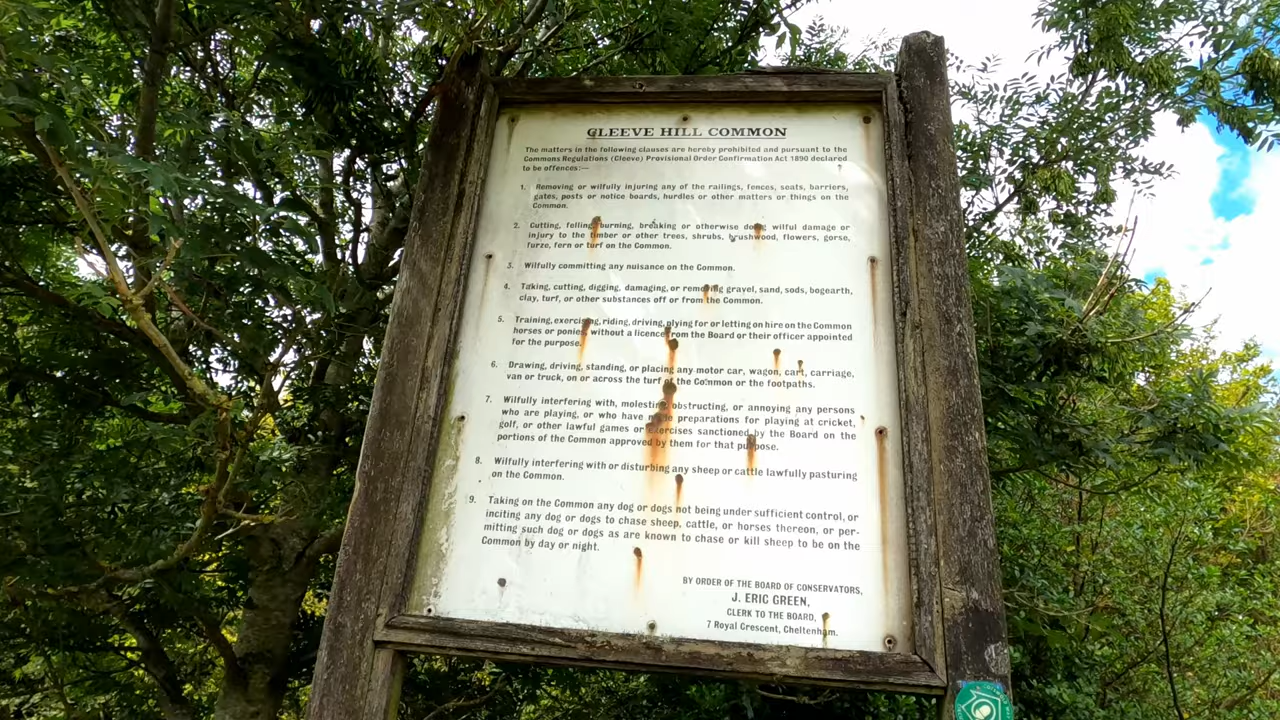 CLEEVE HILL COMMON
The matters in the following clauses are hereby prohibited and pursuant to the
Commons Regulations (Cleeve) Provisional Order Confirmation Act 1890 declared
to be offences:—
1. Removing or wilfully injuring any of the railings, fences, seats, barriers,
gates, posts or notice boards, hurdles or other matters or things on the
Common.
2. Cutting, felling, burning, breaking or otherwise doing wilful damage or
injury to the timber or other trees, shrubs, brushwood, flowers, gorse,
furze, fern or turf on the Common.
3. Wilfully committing any nuisance on the Common.
4. Taking, cutting, digging, damaging, or removing gravel, sand, sods, bogearth,
clay, turf, or other substances off or from the Common.
5. Training, exercising, riding, driving, plying for or letting on hire on the Common
horses or ponies, without a licence from the Board or their officer appointed
for the purpose.
6. Drawing, driving, standing, or placing any motor car, wagon, cart, carriage,
van or truck, on or across the turf of the Common or the footpaths.
7. Wilfully interfering with, molesting, obstructing, or annoying any persons
who are playing, or who have made preparations for playing at cricket,
golf, or other lawful games or exercises sanctioned by the Board on the
portions of the Common approved by them for that purpose.
8. Wilfully interfering with or disturbing any sheep or cattle lawfully pasturing
on the Common.
9. Taking on the Common any dog or dogs not being under sufficient control, or
inciting any dog or dogs to chase sheep, cattle, or horses thereon, or per-
mitting such dog or dogs as are known to chase or kill sheep to be on the
Common by day or night.
BY ORDER OF THE BOARD OF CONSERVATORS,
J. ERIC GREEN,
CLERK TO THE BOARD,
7 Royal Crescent, Cheltenham.